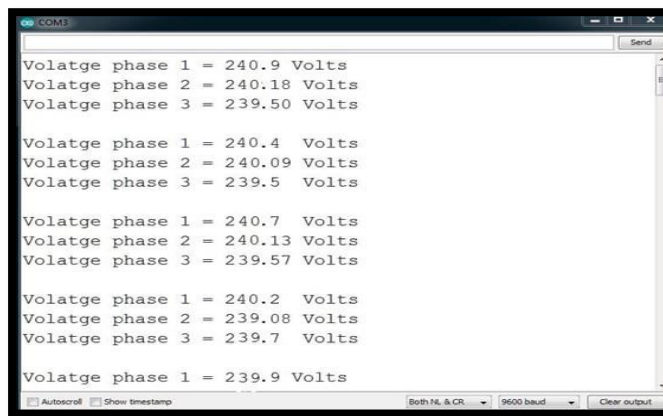 COM3
Send
Volatge phase 1 = 240.9 Volts
Volatge phase 2 = 240.18 Volts
Volatge phase 3 = 239.50 Volts
Volatge phase 1 = 240.4 Volts
Volatge phase 2 = 240.09 Volts
Volatge phase 3 = 239.5 Volts
Volatge phase 1 = 240.7 Volts
Volatge phase 2 = 240.13 Volts
Volatge phase 3 = 239.57 Volts
Volatge phase 1 = 240.2 Volts
Volatge phase 2 = 239.08 Volts
Volatge phase 3 = 239.7 Volts
Volatge phase 1 = 239.9 Volts
Autoscroll Show timestamp Both NL & CR 9600 baud Clear output